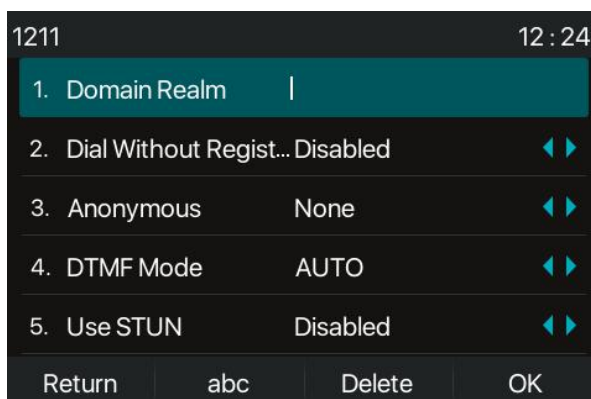 1211 12 : 24
1. Domain Realm
2. Dial Without Regist... Disabled
3. Anonymous None
4. DTMF Mode AUTO
5. Use STUN Disabled
Return abc Delete OK